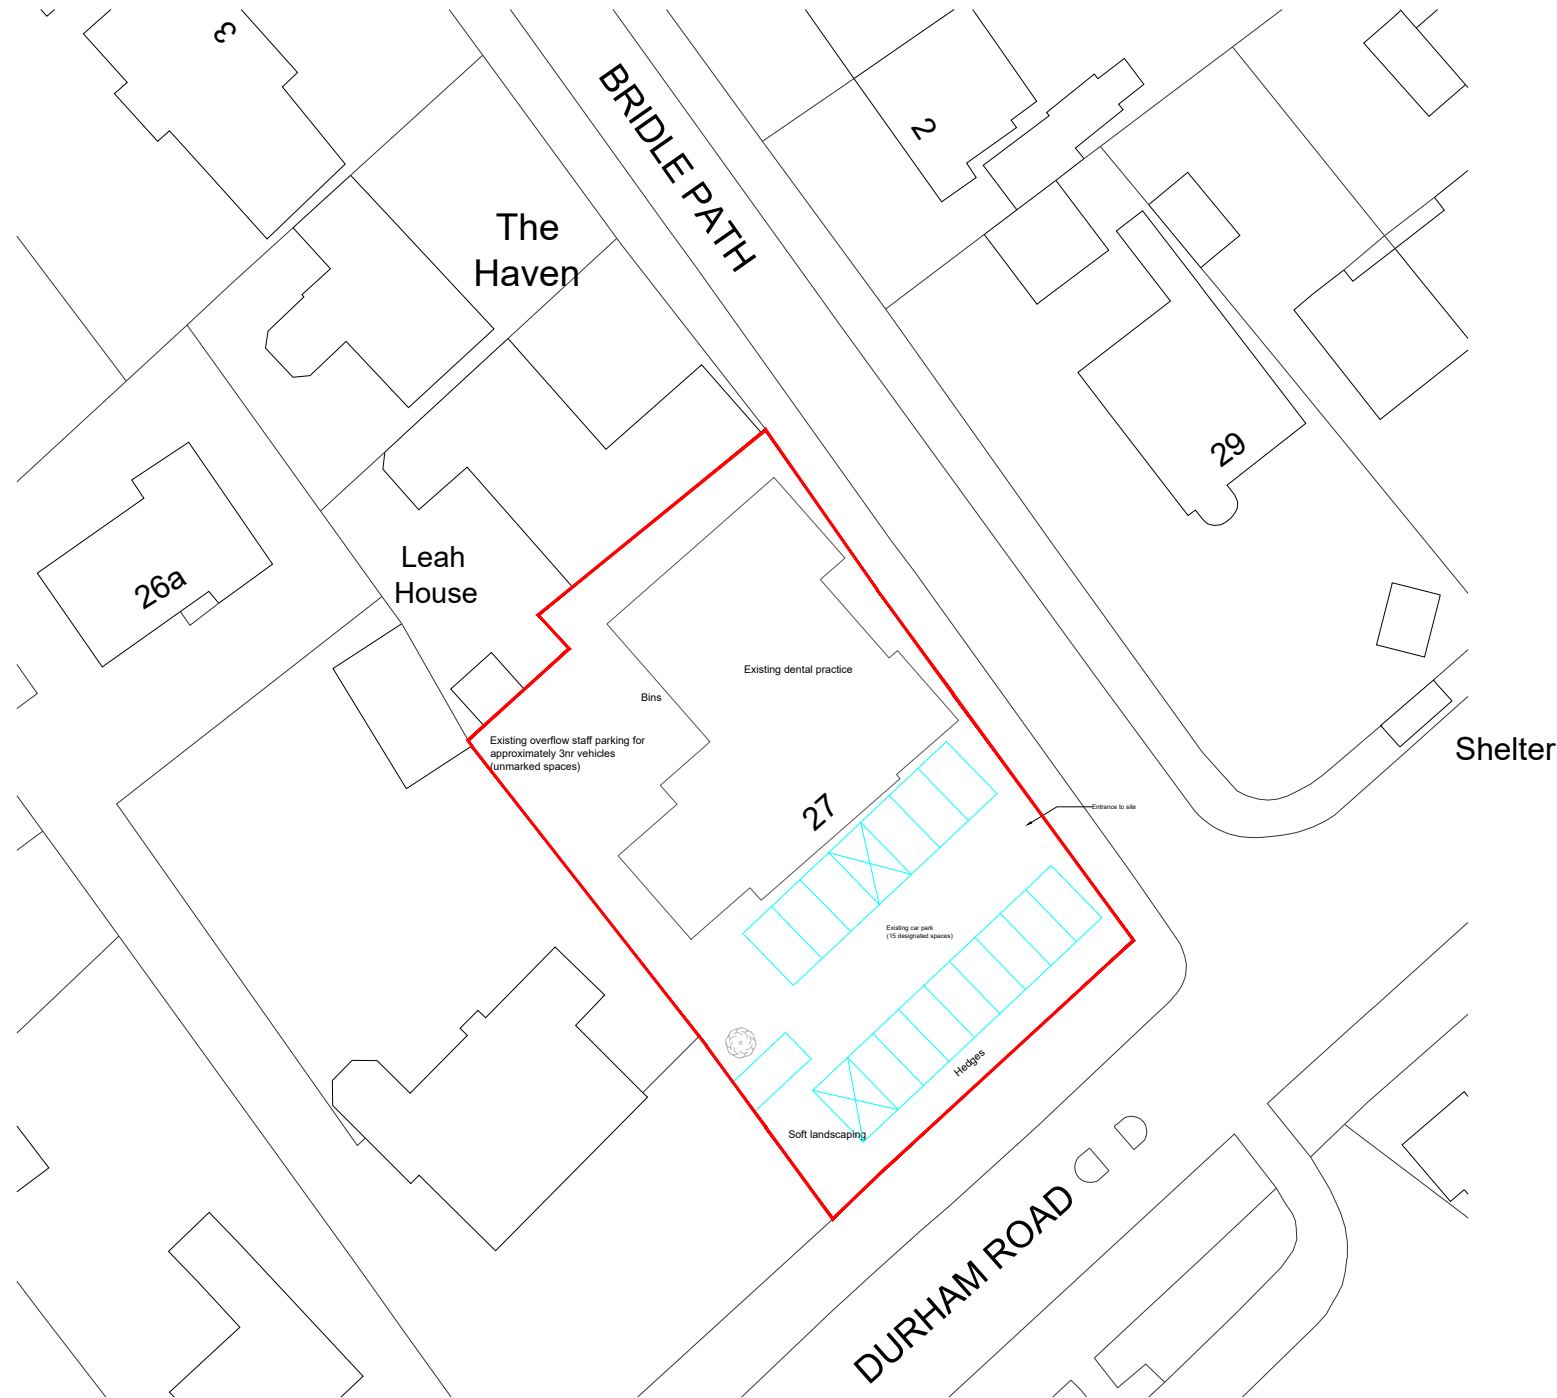 3
BRIDLE PATH
2
The
Haven
29
Leah
House
26a
Existing dental practice
Bins
Existing overflow staff parking for
approximately 3nr vehicles
(unmarked spaces)
Shelter
27
Entrance to site
Existing car park
(15 designated spaces)
Hedges
Soft landscaping
DURHAM ROAD